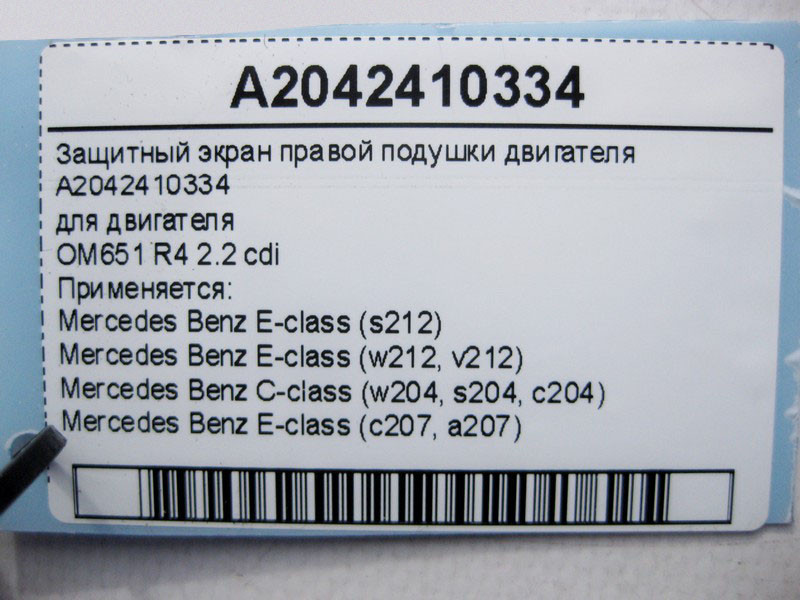 A2042410334
Защитный экран правой подушки двигателя
A2042410334
для двигателя
OM651 R4 2.2 cdi
Применяется:
Mercedes Benz E-class (s212)
Mercedes Benz E-class (w212, v212)
Mercedes Benz C-class (w204, s204, c204)
Mercedes Benz E-class (c207, a207)